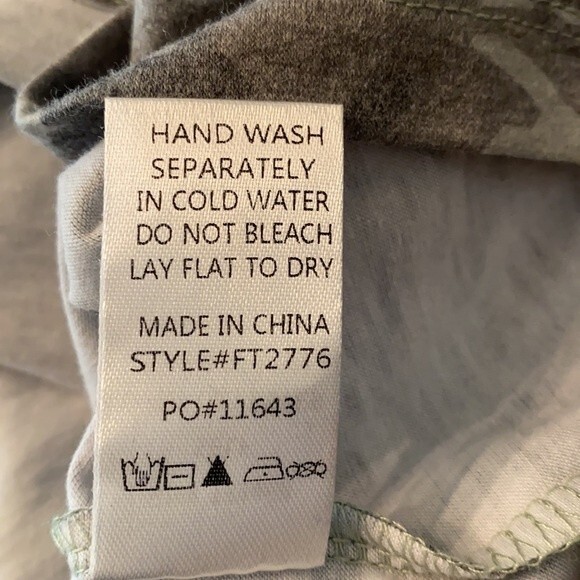 HAND WASH
SEPARATELY
IN COLD WATER
DO NOT BLEACH
LAY FLAT TO DRY
MADE IN CHINA
STYLE#FT2776
PO#11643